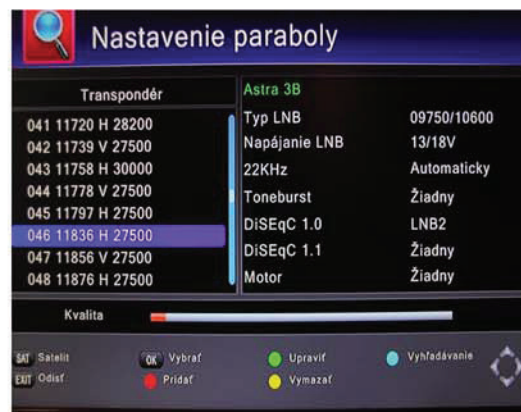 Nastavenie paraboly
Transpondér
041 11720 H 28200
042 11739 V 27500
043 11758 H 30000
044 11778 V 27500
045 11797 H 27500
046 11836 H 27500
047 11856 V 27500
048 11876 H 27500
Astra 3B
Typ LNB 09750/10600
Napájanie LNB 13/18V
22KHz Automaticky
Toneburst Žiadny
DiSEqC 1.0 LNB2
DiSEqC 1.1 Žiadny
Motor Žiadny
Kvalita
SAT Satelit OK Vybrať Upraviť Vyhľadávanie
EXIT Odísť Pridať Vymazať